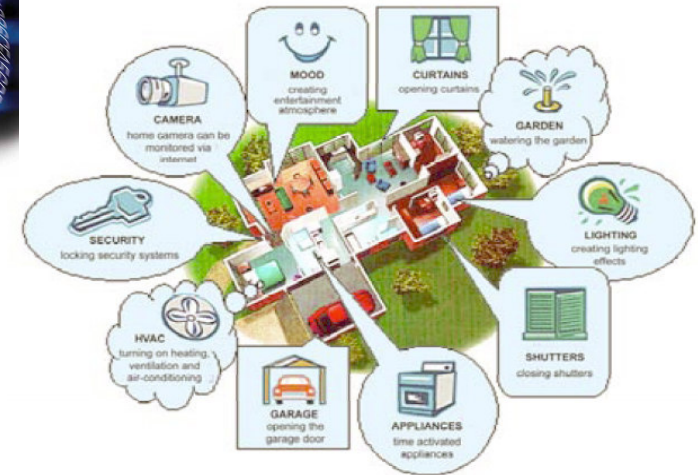 MOOD
creating
entertainment
atmosphere
CURTAINS
opening curtains
CAMERA
home camera can be
monitored via
internet
GARDEN
watering the garden
SECURITY
locking security systems
LIGHTING
creating lighting
effects
HVAC
turning on heating,
ventilation and
air-conditioning
SHUTTERS
closing shutters
GARAGE
opening the
garage door
APPLIANCES
time activated
appliances